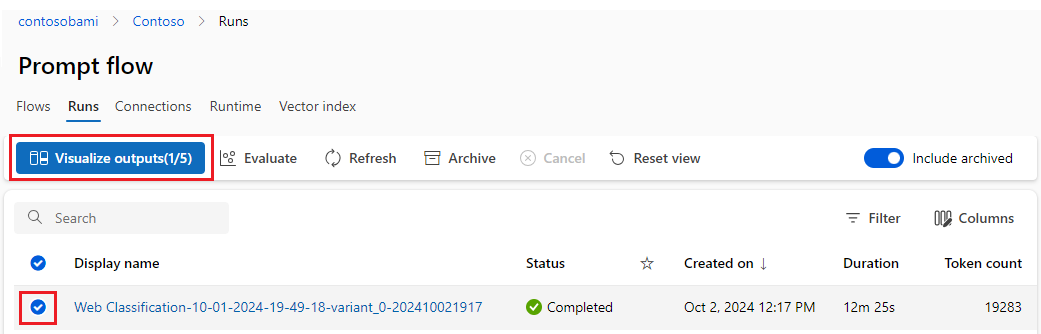 contosobami > Contoso > Runs
Prompt flow
Flows Runs Connections Runtime Vector index
Visualize outputs(1/5) Evaluate Refresh Archive Cancel Reset view Include archived
Search Filter Columns
Display name Status Created on ↓ Duration Token count
Web Classification-10-01-2024-19-49-18-variant_0-202410021917 Completed Oct 2, 2024 12:17 PM 12m 25s 19283